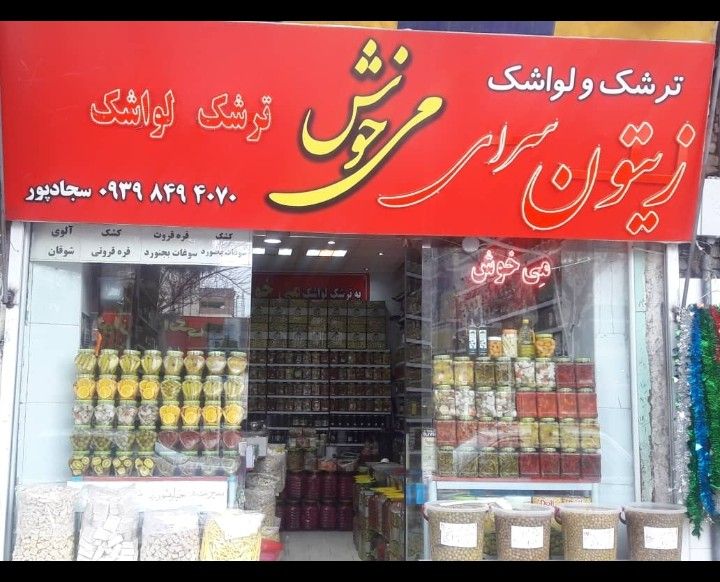 ترشک و لواشک
زیتون سرای
می خوش
ترشک لواشک
۰۹۳۹ ۸۴۹ ۴۰۷۰ سجادپور
آلوی
شوقان
کشک
قره قروتی
قره قروت
سوغات بجنورد
کشک
سوغات بجنورد
می خوش